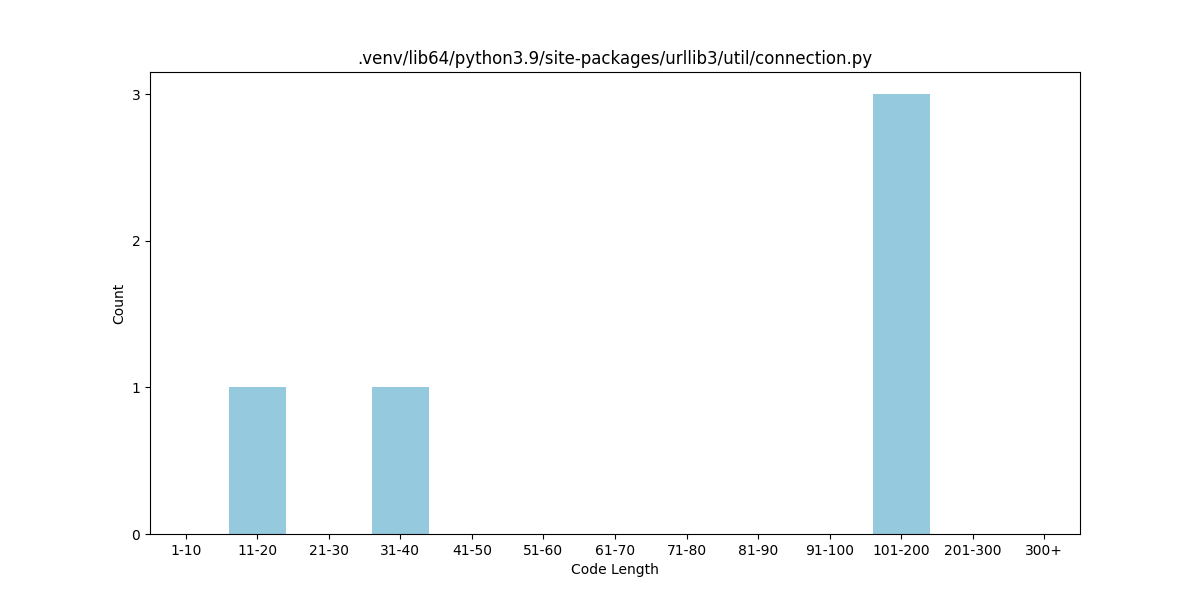 .venv/lib64/python3.9/site-packages/urllib3/util/connection.py
3
2
1
0
Count
1-10 11-20 21-30 31-40 41-50 51-60 61-70 71-80 81-90 91-100 101-200 201-300 300+
Code Length